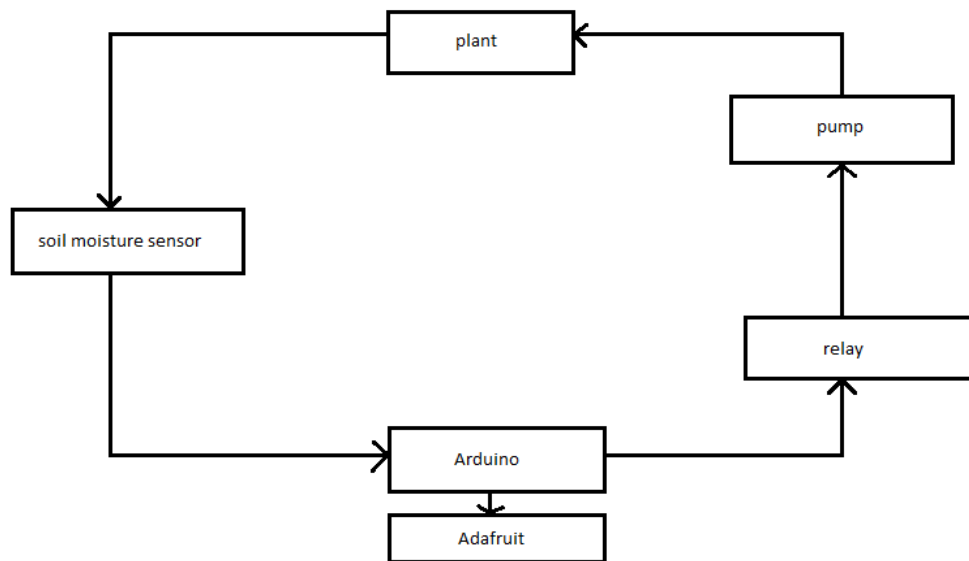 plant
pump
soil moisture sensor
relay
Arduino
Adafruit